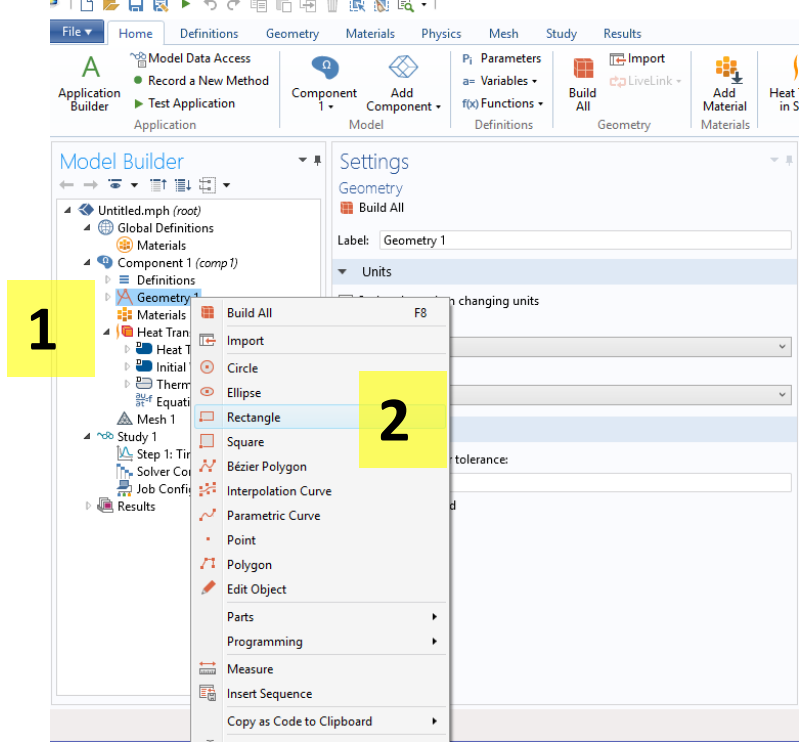 File
Home
Definitions
Geometry
Materials
Physics
Mesh
Study
Results
A
Application
Builder
Model Data Access
Record a New Method
Test Application
Application
Component
1
Add
Component
Model
Pi Parameters
a= Variables
f(x) Functions
Definitions
Build
All
Import
LiveLink
Geometry
Add
Material
Materials
Heat
in S
Model Builder
Untitled.mph (root)
Global Definitions
Materials
Component 1 (comp1)
Definitions
Geometry 1
Materials
Heat Tran
Heat T
Initial
Therm
Equati
Mesh 1
Study 1
Step 1: Tir
Solver Co
Job Confi
Results
1
Build All F8
Import
Circle
Ellipse
Rectangle
Square
Bézier Polygon
Interpolation Curve
Parametric Curve
Point
Polygon
Edit Object
Parts
Programming
Measure
Insert Sequence
Copy as Code to Clipboard
2
Settings
Geometry
Build All
Label: Geometry 1
Units
changing units
tolerance: